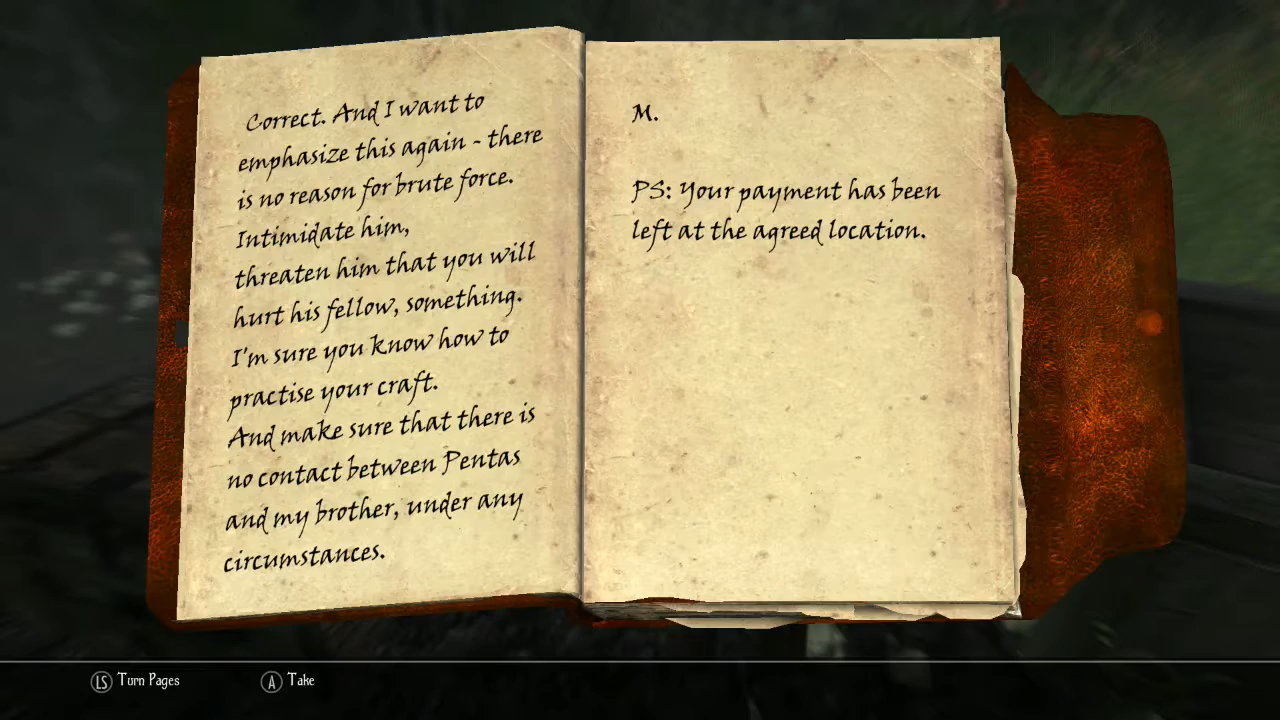 Correct. And I want to
emphasize this again - there
is no reason for brute force.
Intimidate him,
threaten him that you will
hurt his fellow, something.
I'm sure you know how to
practise your craft.
And make sure that there is
no contact between Pentas
and my brother, under any
circumstances.
M.
PS: Your payment has been
left at the agreed location.
LS Turn Pages
A Take